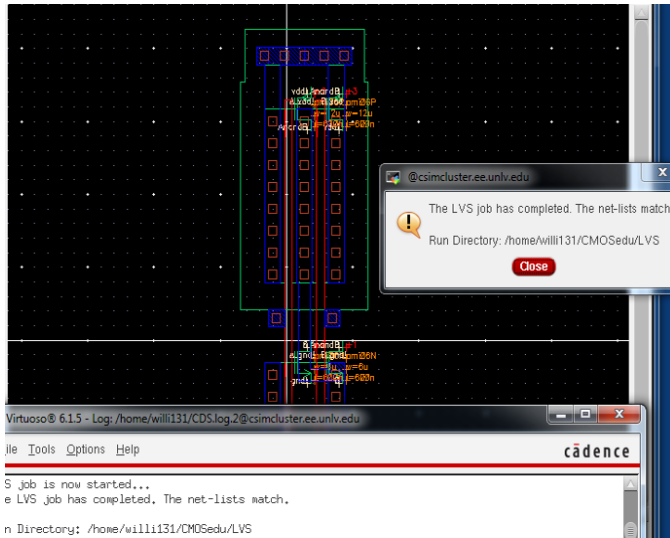 @csimcluster.ee.unlv.edu
The LVS job has completed. The net-lists match
Run Directory: /home/willi131/CMOSedu/LVS
Close
Virtuoso® 6.1.5 - Log: /home/willi131/CDS.log.2@csimcluster.ee.unlv.edu
ile Tools Options Help
cādence
S job is now started...
e LVS job has completed. The net-lists match.
n Directory: /home/willi131/CMOSedu/LVS